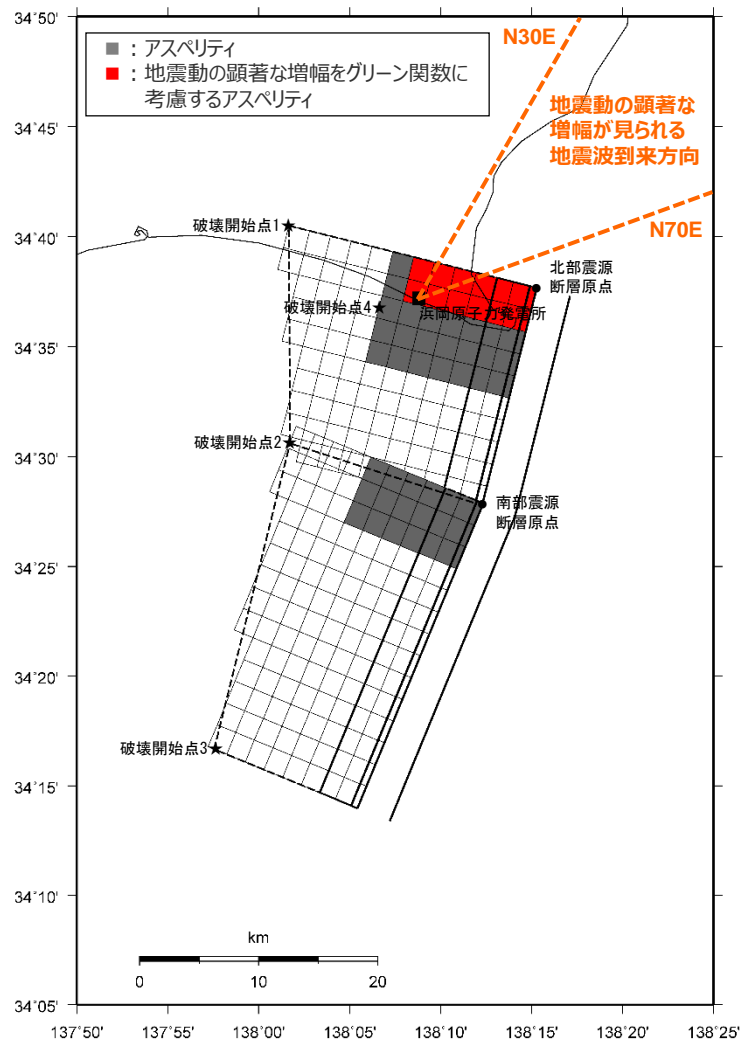 34°50'
N30E
■：アスペリティ
■：地震動の顕著な増幅をグリーン関数に
考慮するアスペリティ
地震動の顕著な
増幅が見られる
地震波到来方向
34°45'
N70E
破壊開始点1
34°40'
北部震源
断層原点
破壊開始点4
浜岡原子力発電所
34°35'
破壊開始点2
34°30'
南部震源
断層原点
34°25'
34°20'
破壊開始点3
34°15'
34°10'
km
0 10 20
34°05'
137°50' 137°55' 138°00' 138°05' 138°10' 138°15' 138°20' 138°25'